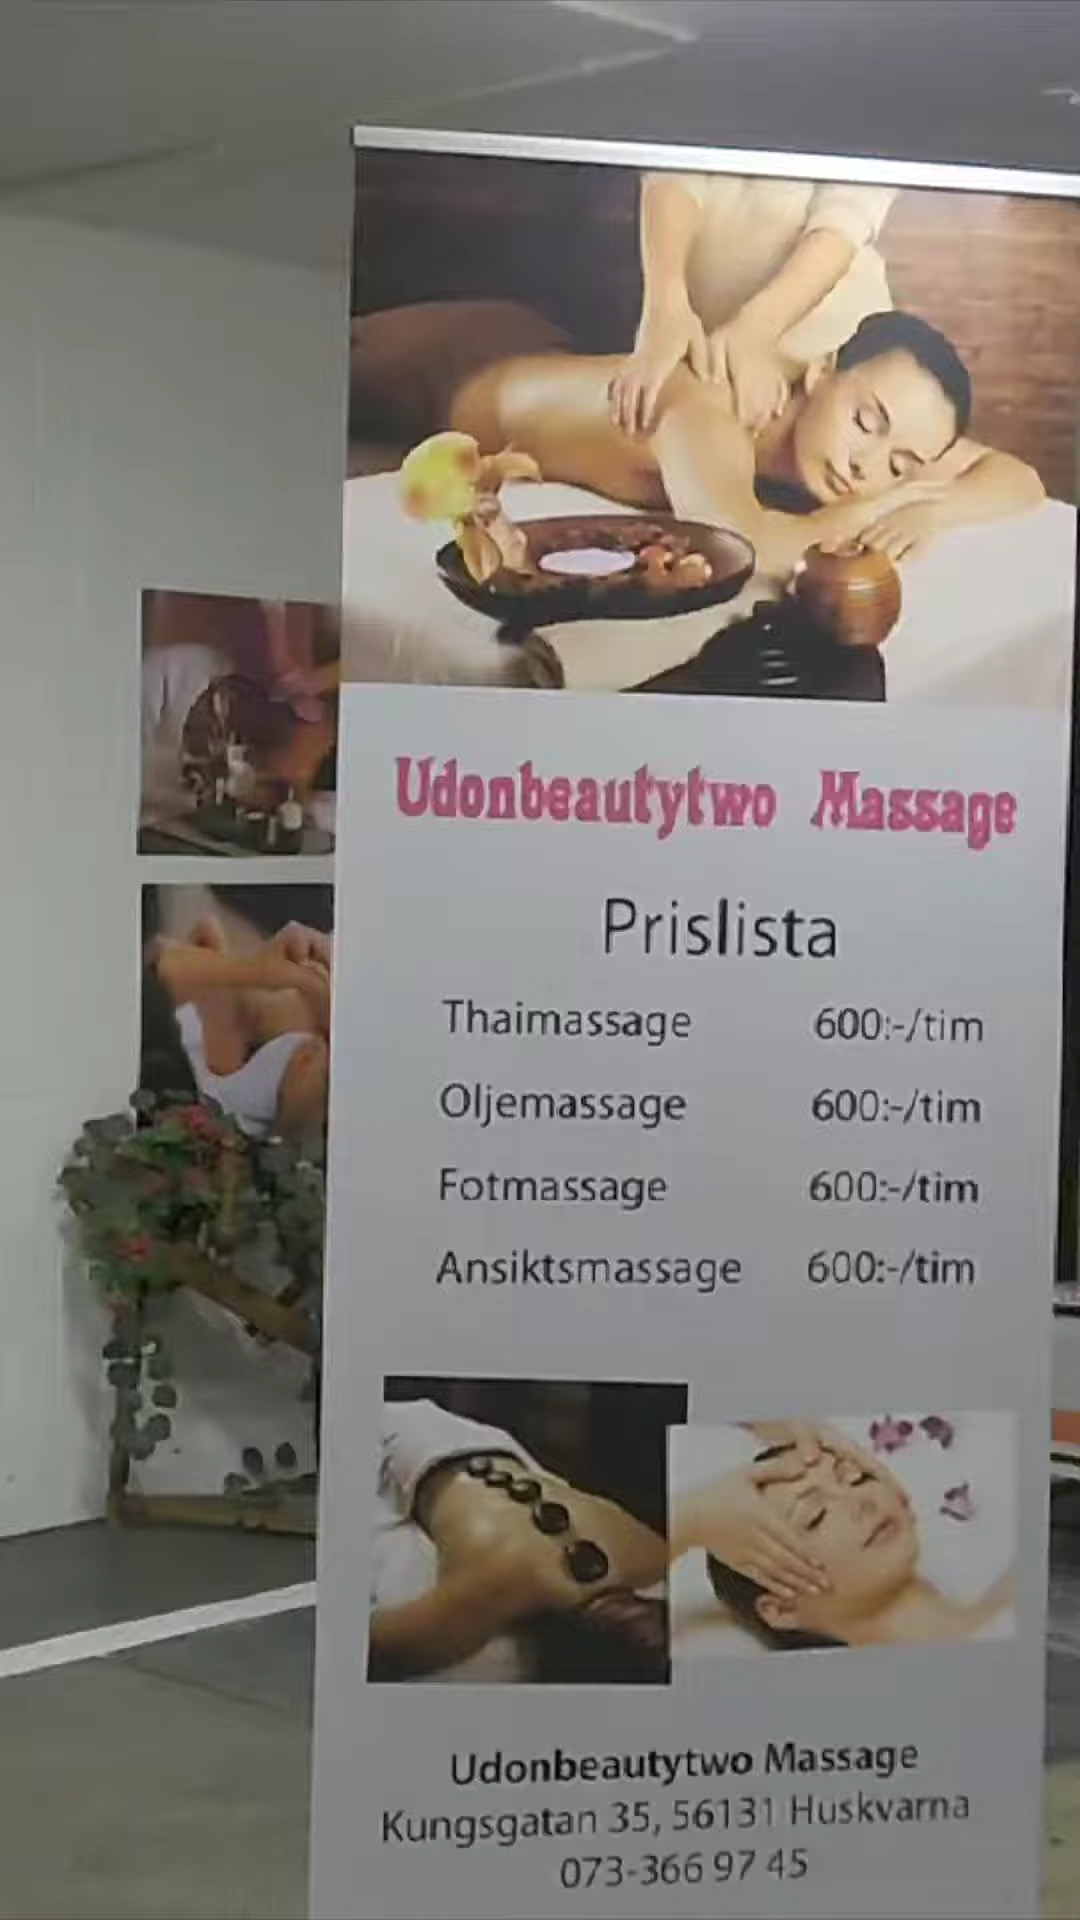 Udonbeautytwo Massage
Prislista
Thaimassage 600:-/tim
Oljemassage 600:-/tim
Fotmassage 600:-/tim
Ansiktsmassage 600:-/tim
Udonbeautytwo Massage
Kungsgatan 35, 56131 Huskvarna
073-366 97 45